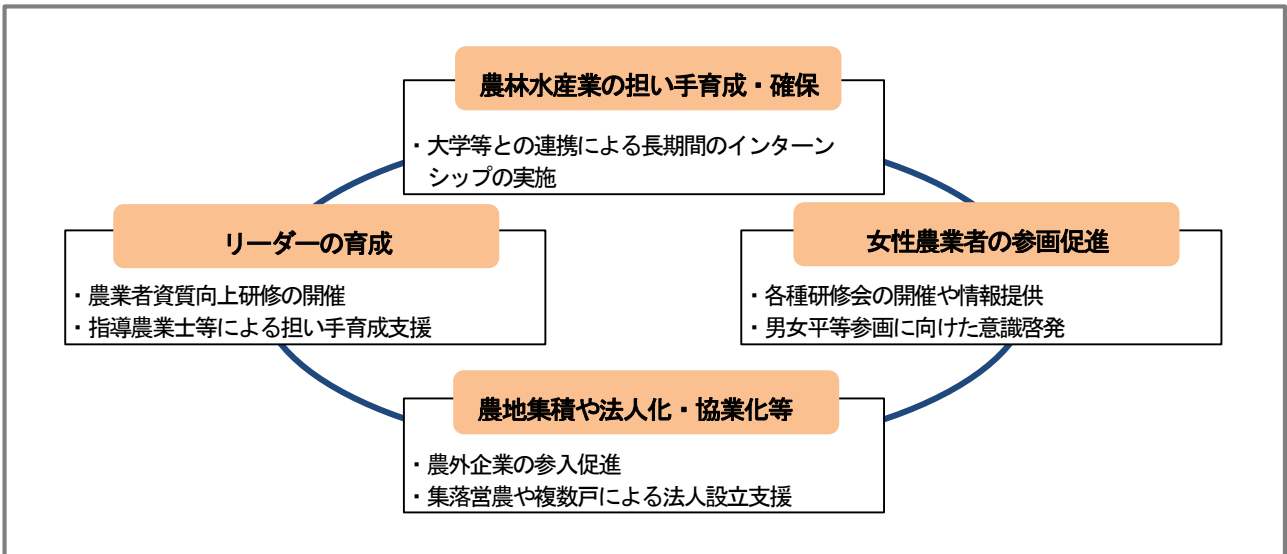 農林水産業の担い手育成・確保
・大学等との連携による長期間のインターン
シップの実施
リーダーの育成
・農業者資質向上研修の開催
・指導農業士等による担い手育成支援
女性農業者の参画促進
・各種研修会の開催や情報提供
・男女平等参画に向けた意識啓発
農地集積や法人化・協業化等
・農外企業の参入促進
・集落営農や複数戸による法人設立支援